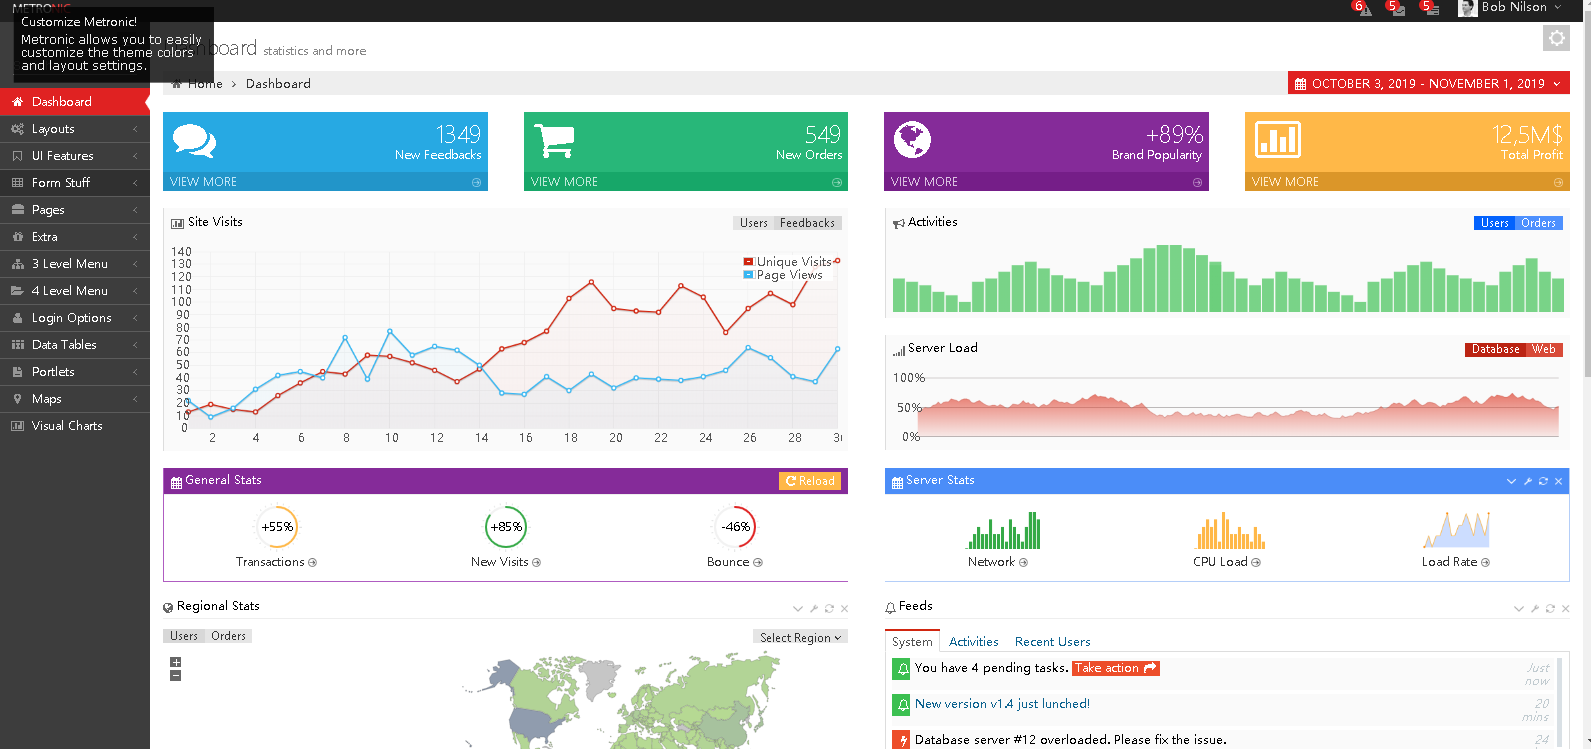 METRONIC
Customize Metronic!
Metronic allows you to easily
customize the theme colors
and layout settings.
6 5 5 Bob Nilson
board statistics and more
Home > Dashboard
OCTOBER 3, 2019 - NOVEMBER 1, 2019
Dashboard
Layouts
UI Features
Form Stuff
Pages
Extra
3 Level Menu
4 Level Menu
Login Options
Data Tables
Portlets
Maps
Visual Charts
1349
New Feedbacks
VIEW MORE
549
New Orders
VIEW MORE
+89%
Brand Popularity
VIEW MORE
12,5M$
Total Profit
VIEW MORE
Site Visits
Users Feedbacks
Unique Visits
Page Views
140
130
120
110
100
90
80
70
60
50
40
30
20
10
0
2 4 6 8 10 12 14 16 18 20 22 24 26 28
Activities
Users Orders
Server Load
Database Web
100%
50%
0%
General Stats
Reload
+55%
Transactions
+85%
New Visits
-46%
Bounce
Server Stats
Network
CPU Load
Load Rate
Regional Stats
Users Orders
Select Region
Feeds
System Activities Recent Users
You have 4 pending tasks. Take action
Just
now
New version v1.4 just lunched!
20
mins
Database server #12 overloaded. Please fix the issue.
24